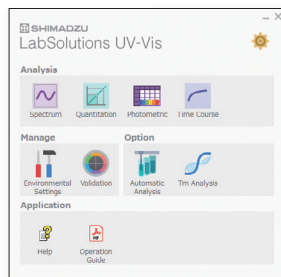 SHIMADZU
LabSolutions UV-Vis
Analysis
Spectrum Quantitation Photometric Time Course
Manage Option
Environmental Settings Validation Automatic Analysis Tm Analysis
Application
PDF
Help Operation Guide